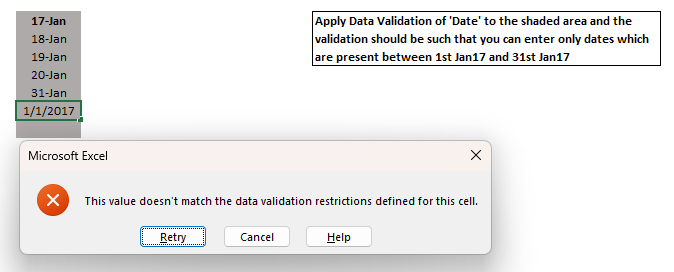 17-Jan
18-Jan
19-Jan
20-Jan
31-Jan
1/1/2017
Apply Data Validation of 'Date' to the shaded area and the
validation should be such that you can enter only dates which
are present between 1st Jan17 and 31st Jan17
Microsoft Excel
This value doesn't match the data validation restrictions defined for this cell.
Retry
Cancel
Help